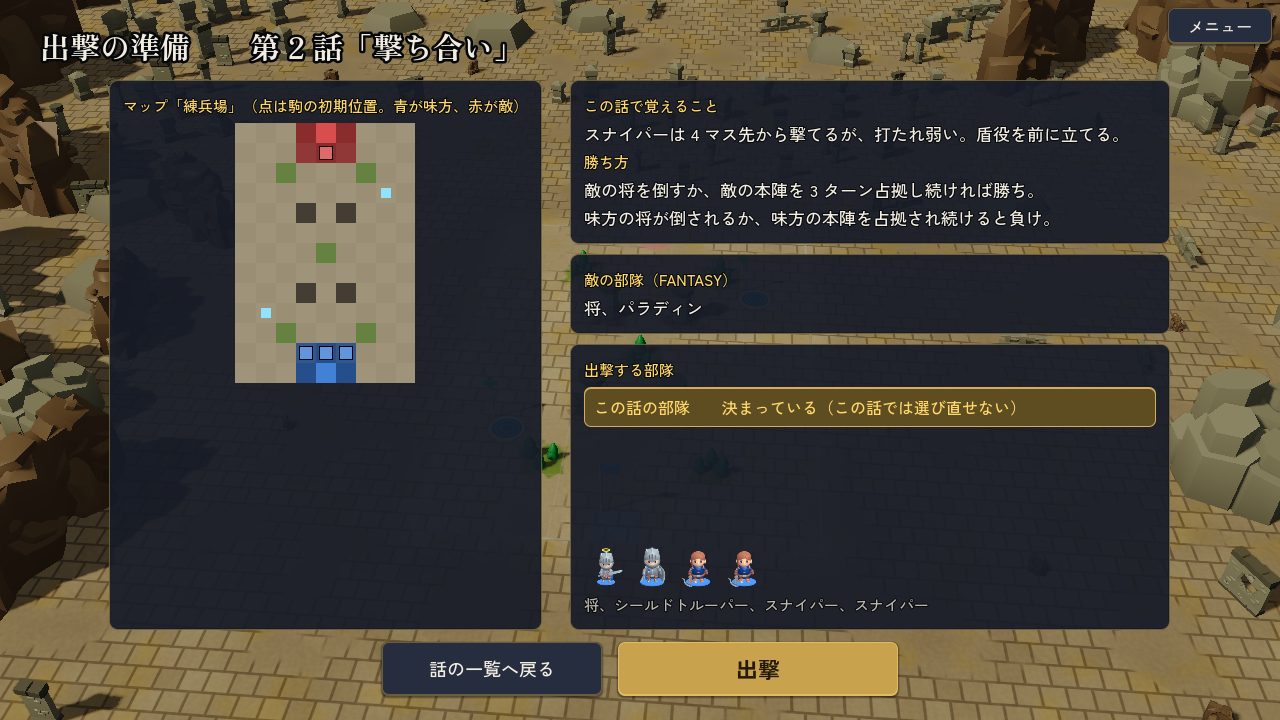 出撃の準備　第２話「撃ち合い」
メニュー
マップ「練兵場」（点は駒の初期位置。青が味方、赤が敵）
この話で覚えること
スナイパーは 4 マス先から撃てるが、打たれ弱い。盾役を前に立てる。
勝ち方
敵の将を倒すか、敵の本陣を 3 ターン占拠し続ければ勝ち。
味方の将が倒されるか、味方の本陣を占拠され続けると負け。
敵の部隊（FANTASY）
将、パラディン
出撃する部隊
この話の部隊　　決まっている（この話では選び直せない）
将、シールドトルーパー、スナイパー、スナイパー
話の一覧へ戻る
出撃